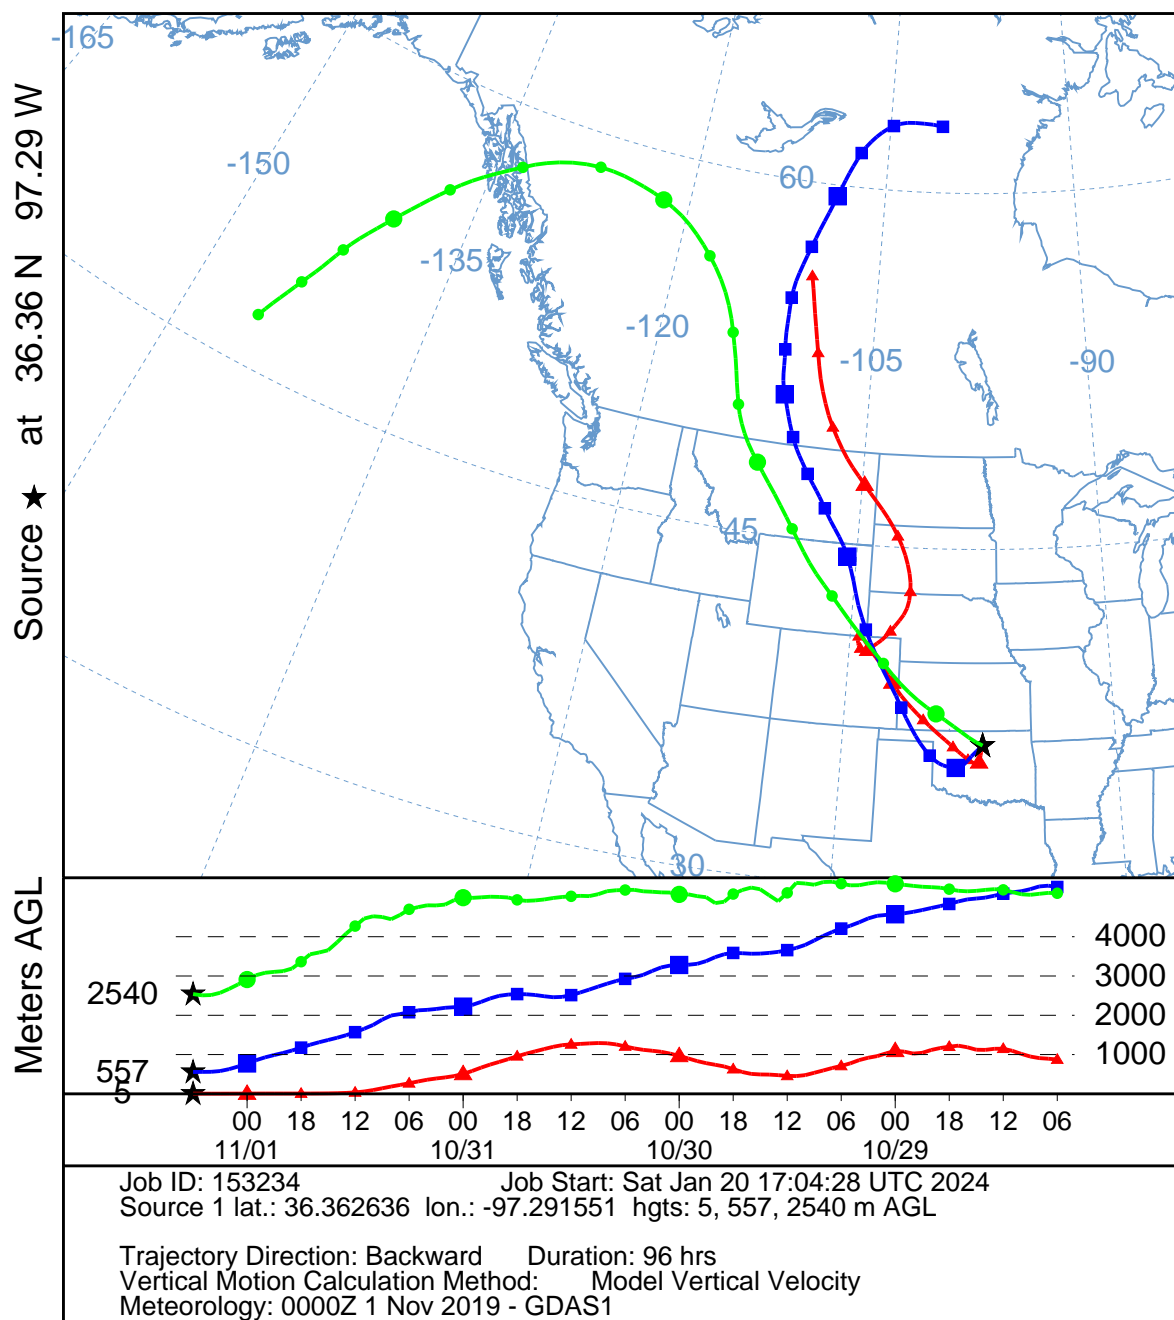 Source ★ at 36.36 N 97.29 W
-165
-150
-135
-120
-105
-90
60
45
30
Meters AGL
2540
557
5
4000
3000
2000
1000
00 18 12 06 00 18 12 06 00 18 12 06 00 18 12 06
11/01 10/31 10/30 10/29
Job ID: 153234 Job Start: Sat Jan 20 17:04:28 UTC 2024
Source 1 lat.: 36.362636 lon.: -97.291551 hgts: 5, 557, 2540 m AGL
Trajectory Direction: Backward Duration: 96 hrs
Vertical Motion Calculation Method: Model Vertical Velocity
Meteorology: 0000Z 1 Nov 2019 - GDAS1